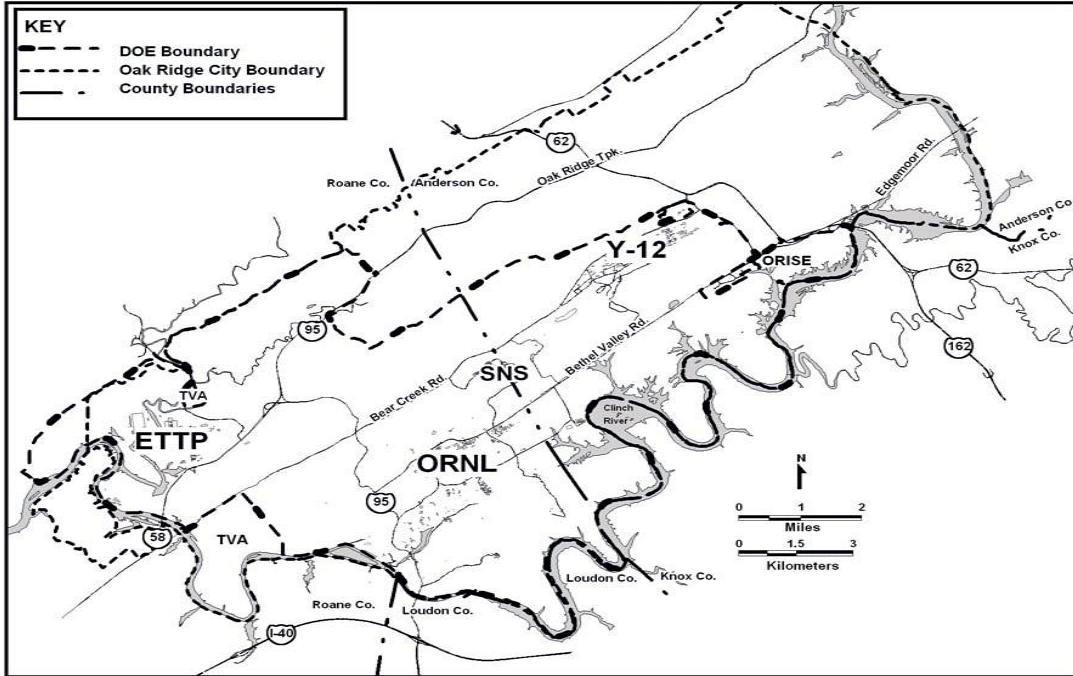 KEY
DOE Boundary
Oak Ridge City Boundary
County Boundaries
62
Oak Ridge Tpk.
Roane Co.
Anderson Co.
Edgemoor Rd.
Anderson Co.
Knox Co.
Y-12
ORISE
62
95
162
Bethel Valley Rd.
SNS
Bear Creek Rd.
TVA
Clinch
River
ETTP
ORNL
N
95
0 1 2
Miles
58
TVA
0 1.5 3
Kilometers
Loudon Co.
Knox Co.
Roane Co.
Loudon Co.
I-40